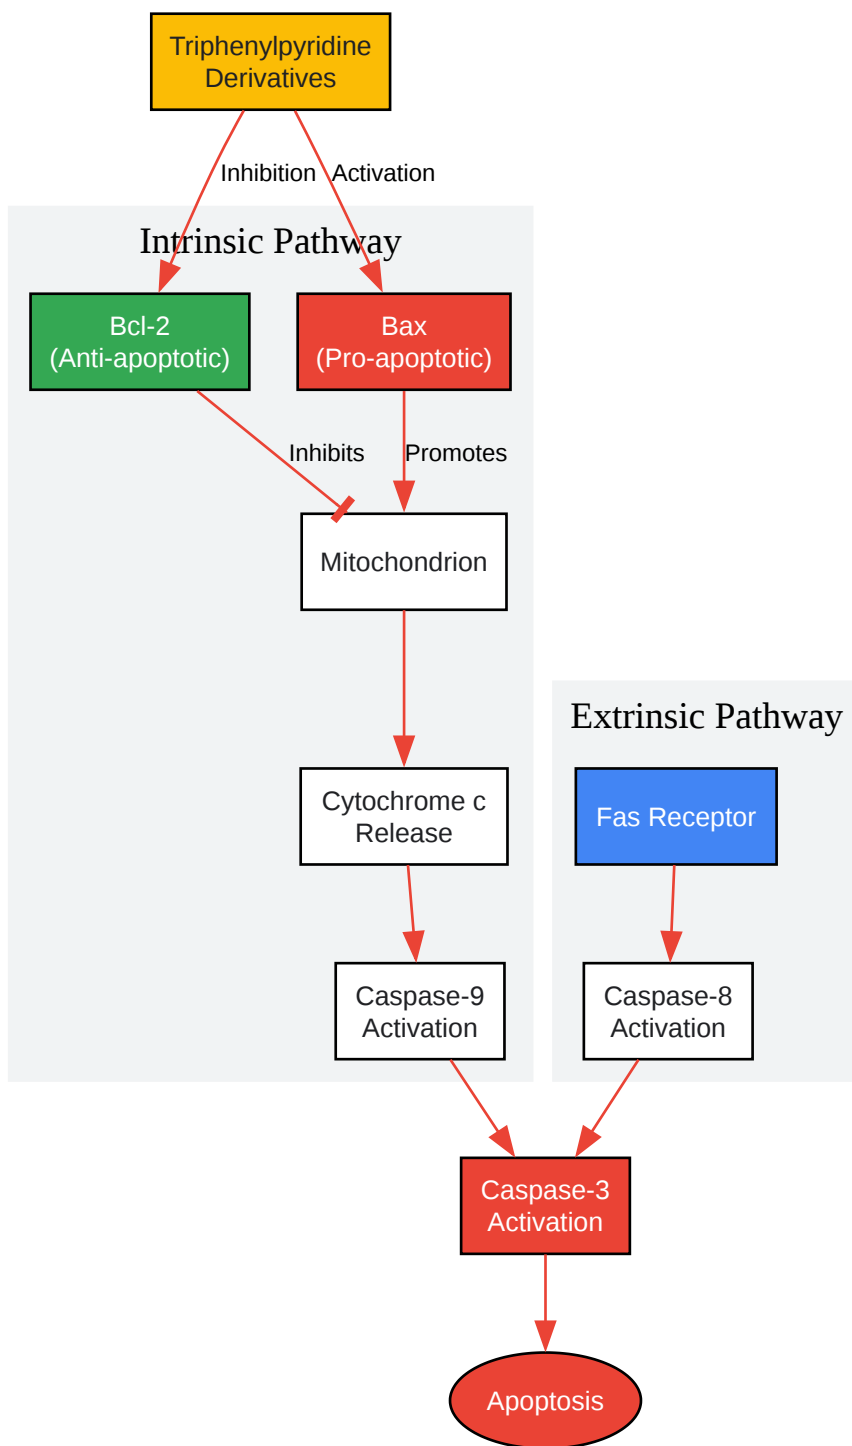 Triphenylpyridine
Derivatives
Inhibition
Activation
Intrinsic Pathway
Bcl-2
(Anti-apoptotic)
Bax
(Pro-apoptotic)
Inhibits
Promotes
Mitochondrion
Extrinsic Pathway
Cytochrome c
Release
Fas Receptor
Caspase-9
Activation
Caspase-8
Activation
Caspase-3
Activation
Apoptosis